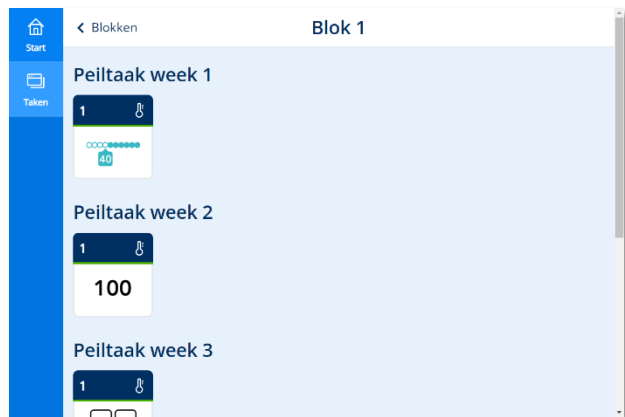 Start
Taken
Blokken
Blok 1
Peiltaak week 1
1
40
Peiltaak week 2
1
100
Peiltaak week 3
1